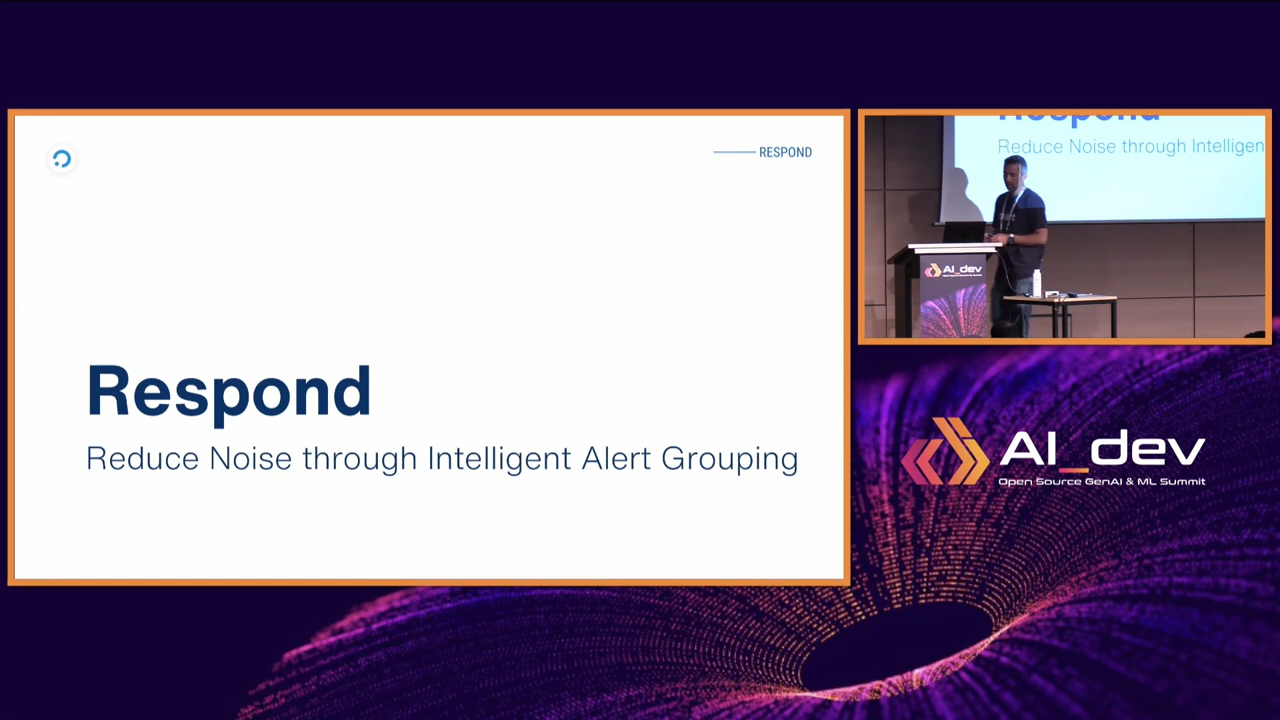 RESPOND
Respond
Reduce Noise through Intelligent Alert Grouping
Respond
Reduce Noise through Intelligen
AI_dev
AI_dev
Open Source GenAI & ML Summit